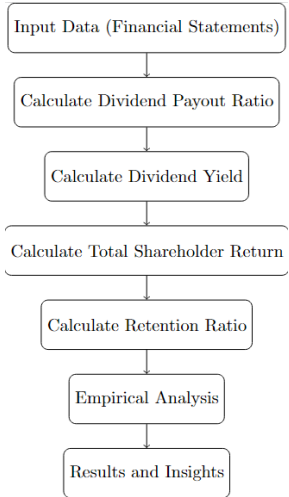 Input Data (Financial Statements)
Calculate Dividend Payout Ratio
Calculate Dividend Yield
Calculate Total Shareholder Return
Calculate Retention Ratio
Empirical Analysis
Results and Insights